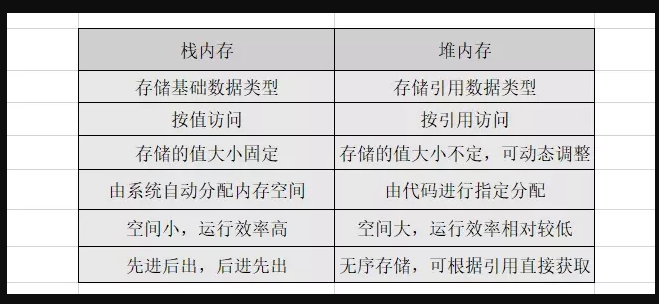 栈内存 堆内存
存储基础数据类型 存储引用数据类型
按值访问 按引用访问
存储的值大小固定 存储的值大小不定，可动态调整
由系统自动分配内存空间 由代码进行指定分配
空间小，运行效率高 空间大，运行效率相对较低
先进后出，后进先出 无序存储，可根据引用直接获取